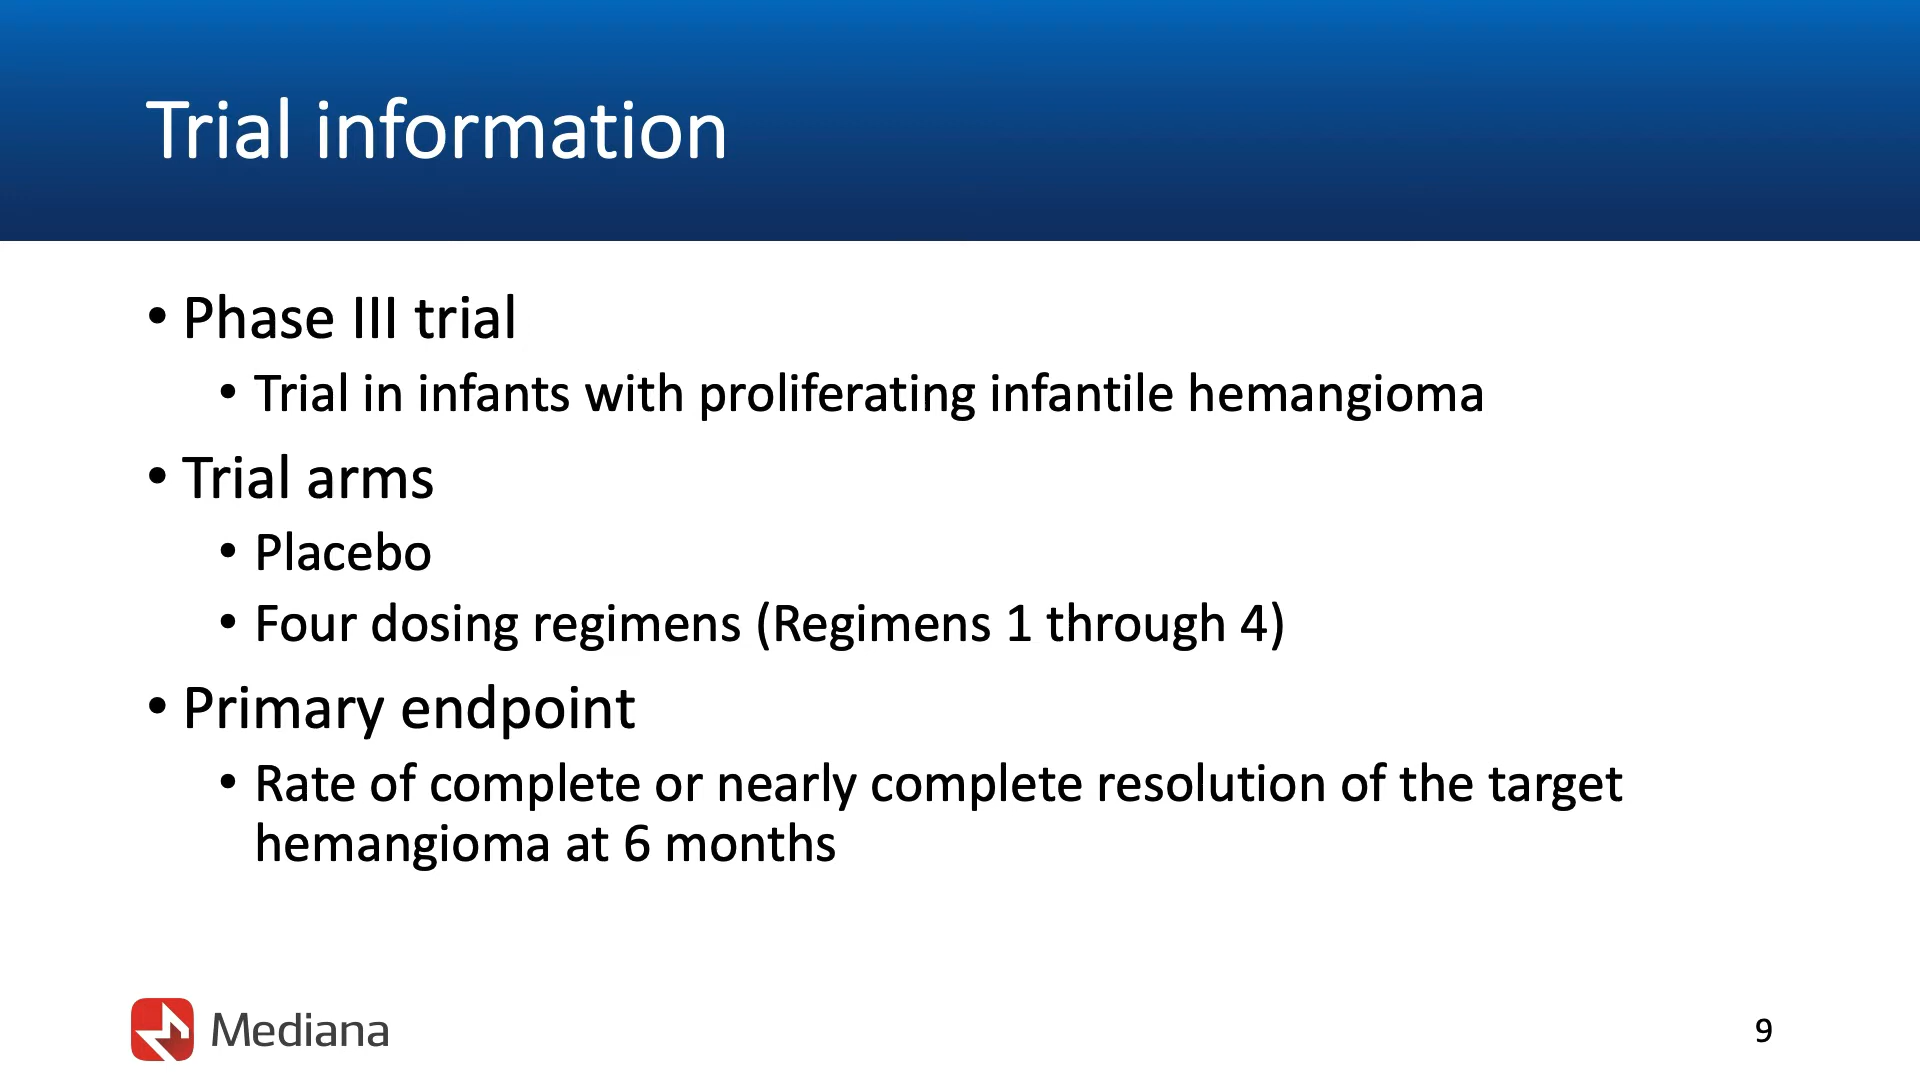 Trial information
• Phase III trial
• Trial in infants with proliferating infantile hemangioma
• Trial arms
• Placebo
• Four dosing regimens (Regimens 1 through 4)
• Primary endpoint
• Rate of complete or nearly complete resolution of the target
hemangioma at 6 months
Mediana
9